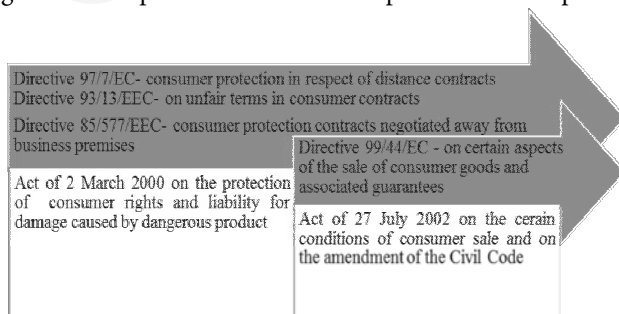 Directive 97/7/EC- consumer protection in respect of distance contracts
Directive 93/13/EEC- on unfair terms in consumer contracts
Directive 85/577/EEC- consumer protection contracts negotiated away from
business premises
Directive 99/44/EC - on certain aspects
of the sale of consumer goods and
associated guarantees
Act of 2 March 2000 on the protection
of consumer rights and liability for
damage caused by dangerous product
Act of 27 July 2002 on the cerain
conditions of consumer sale and on
the amendment of the Civil Code